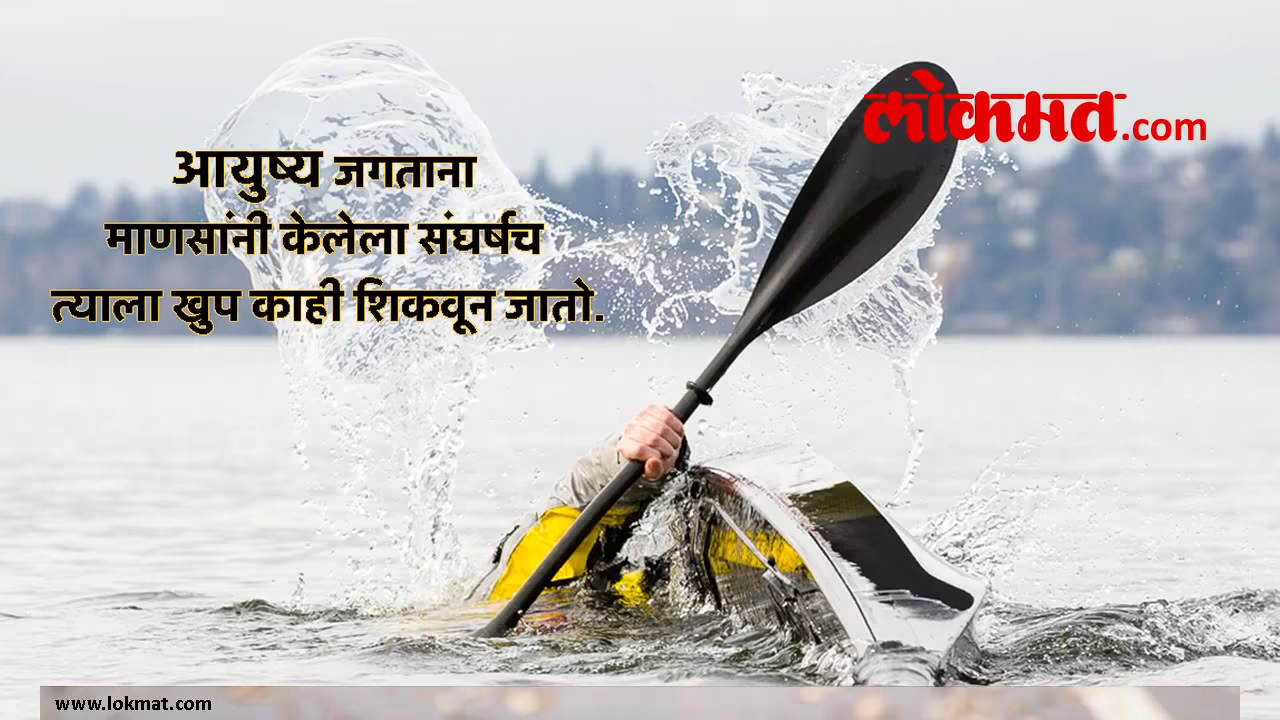 लोकमत.com
आयुष्य जगताना
माणसांनी केलेला संघर्षच
त्याला खुप काही शिकवून जातो.
www.lokmat.com